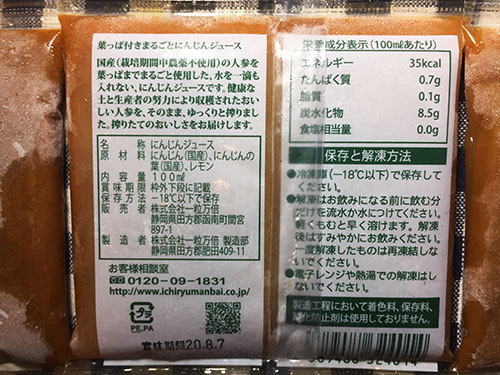 葉っぱ付きまるごとにんじんジュース
国産(栽培期間中農薬不使用)の人参を
葉っぱまでまるごと使用した、水を一滴も
入れない、にんじんジュースです。健康な
土と生産者の努力により収穫されたおい
しい人参を、そのまま、ゆっくりと搾りまし
た。搾りたてのおいしさをお届けします。
名称 にんじんジュース
原材料 にんじん(国産)、にんじんの
葉(国産)、レモン
内容量 100ml
賞味期限 枠外下段に記載
保存方法 −18℃以下で保存
販売者 株式会社一粒万倍
静岡県田方郡函南町間宮
897-1
製造者 株式会社一粒万倍 製造部
静岡県田方郡肥田409-11
お客様相談室
0120-09-1831
http://www.ichiryumanbai.co.jp/
プラ
PE,PA
賞味期限20.8.7
栄養成分表示(100mlあたり)
エネルギー 35kcal
たんぱく質 0.7g
脂質 0.1g
炭水化物 8.5g
食塩相当量 0.0g
保存と解凍方法
●冷凍庫(−18℃以下)で保存して
ください。
●解凍はお飲みになる前に飲む分
だけを流水か水につけてください。
軽くもむと早く溶けます。解凍
後はすみやかにお飲みください。
一度解凍したものは再凍結しな
いでください。
●電子レンジや熱湯での解凍はし
ないでください。
製造工程において着色料、保存料、
酸化防止剤は使用しておりません。